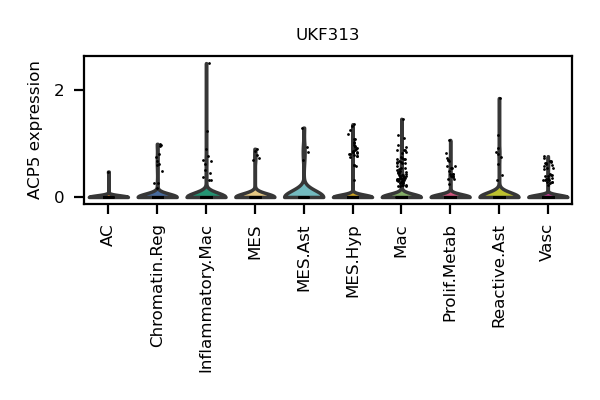 UKF313
ACP5 expression
2
0
AC
Chromatin.Reg
Inflammatory.Mac
MES
MES.Ast
MES.Hyp
Mac
Prolif.Metab
Reactive.Ast
Vasc